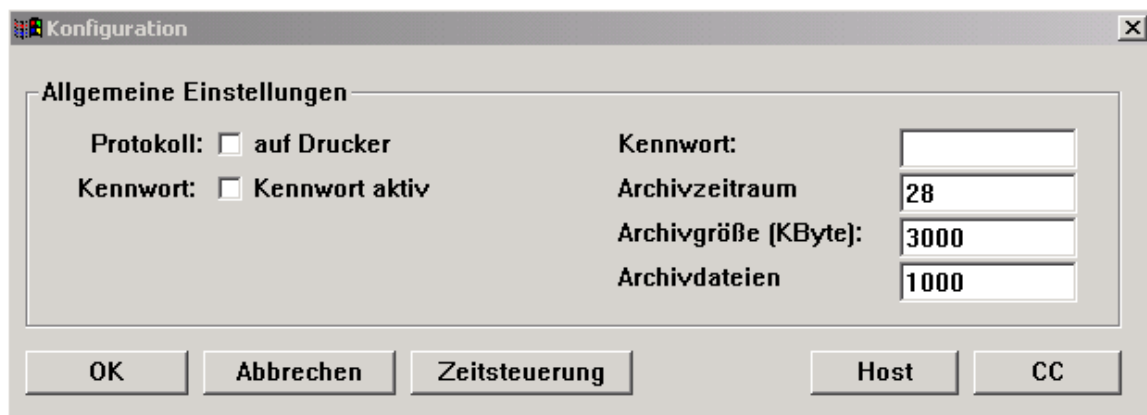 Konfiguration
Allgemeine Einstellungen
Protokoll: auf Drucker
Kennwort: Kennwort aktiv
Kennwort:
Archivzeitraum 28
Archivgröße (KByte): 3000
Archivdateien 1000
OK Abbrechen Zeitsteuerung Host CC